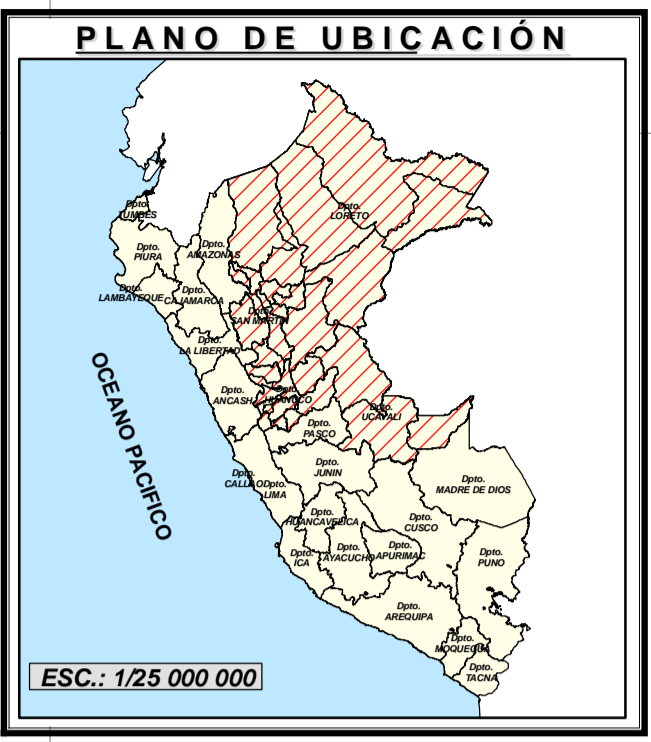 PLANO DE UBICACIÓN
Dpto.
TUMBES
Dpto.
LORETO
Dpto.
PIURA
Dpto.
AMAZONAS
Dpto.
LAMBAYEQUE
Dpto.
CAJAMARCA
Dpto.
SAN MARTIN
Dpto.
LA LIBERTAD
Dpto.
ANCASH
Dpto.
HUANUCO
Dpto.
UCAYALI
Dpto.
PASCO
OCEANO PACIFICO
Dpto.
JUNIN
Dpto.
CALLAO
Dpto.
LIMA
Dpto.
MADRE DE DIOS
Dpto.
HUANCAVELICA
Dpto.
CUSCO
Dpto.
ICA
Dpto.
AYACUCHO
Dpto.
APURIMAC
Dpto.
PUNO
Dpto.
AREQUIPA
Dpto.
MOQUEGUA
Dpto.
TACNA
ESC.: 1/25 000 000